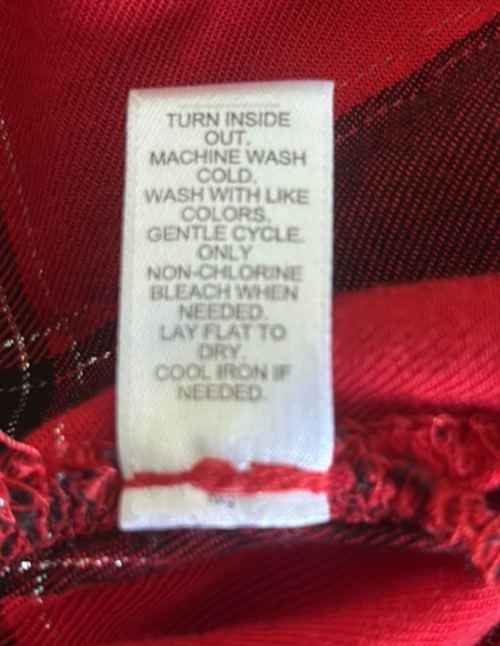 TURN INSIDE
OUT.
MACHINE WASH
COLD.
WASH WITH LIKE
COLORS.
GENTLE CYCLE.
ONLY
NON-CHLORINE
BLEACH WHEN
NEEDED.
LAY FLAT TO
DRY.
COOL IRON IF
NEEDED.